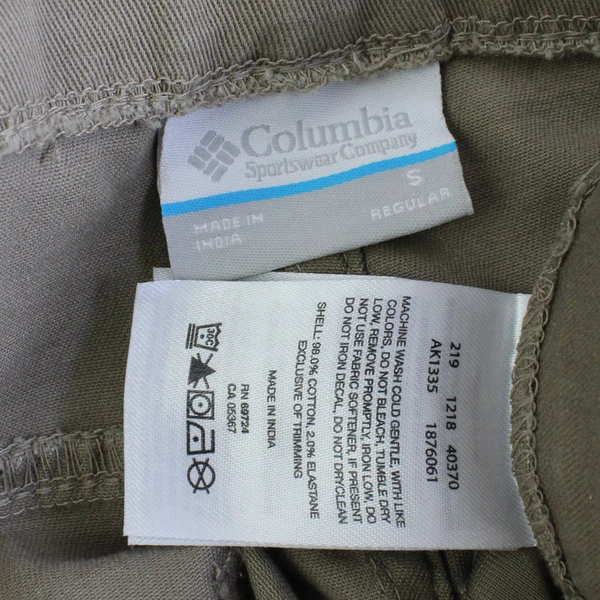 Columbia
Sportswear Company
S
REGULAR
MADE IN
INDIA
219 1218 40370
AK1335 1876061
MACHINE WASH COLD GENTLE, WITH LIKE
COLORS, DO NOT BLEACH, TUMBLE DRY
LOW, REMOVE PROMPTLY, IRON LOW, DO
NOT USE FABRIC SOFTENER, IF PRESENT
DO NOT IRON DECAL, DO NOT DRYCLEAN
SHELL: 98.0% COTTON, 2.0% ELASTANE
EXCLUSIVE OF TRIMMING
MADE IN INDIA
RN 69724
CA 05367
30C